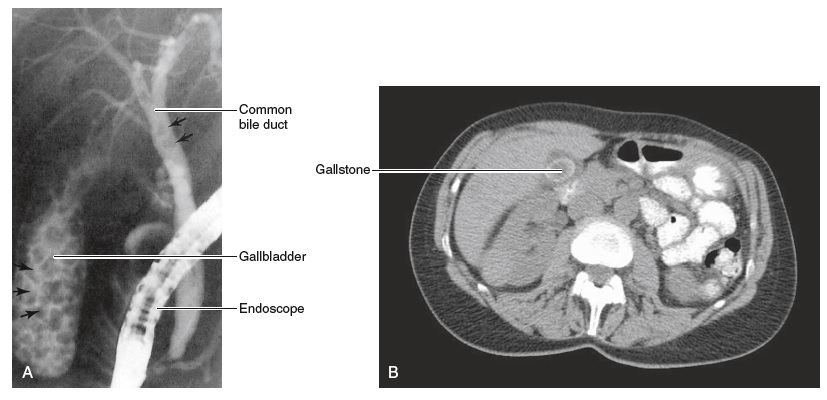 Common
bile duct
Gallstone
Gallbladder
Endoscope
A
B